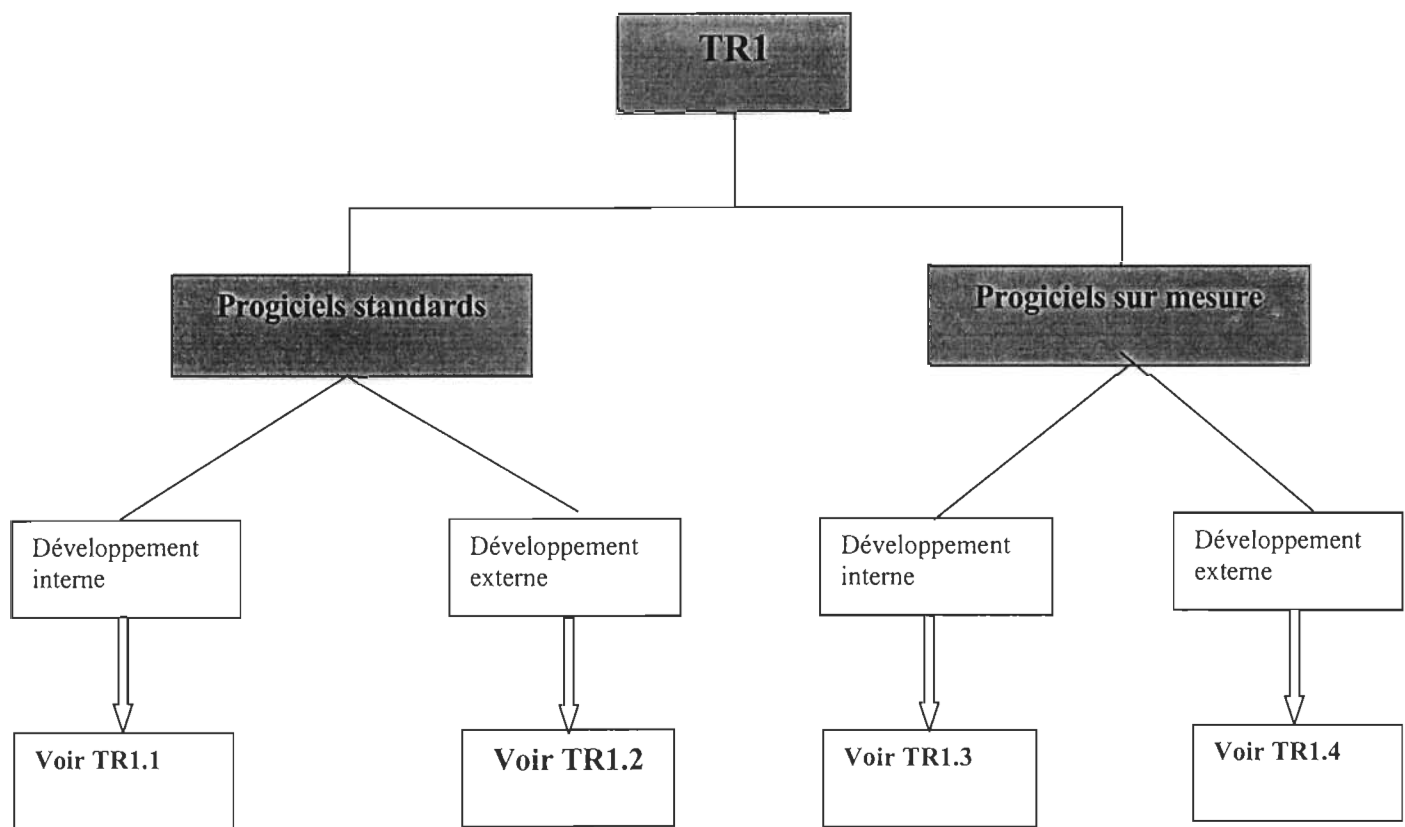 TR1
Progiciels standards
Progiciels sur mesure
Développement
interne
Développement
externe
Développement
interne
Développement
externe
Voir TR1.1
Voir TR1.2
Voir TR1.3
Voir TR1.4